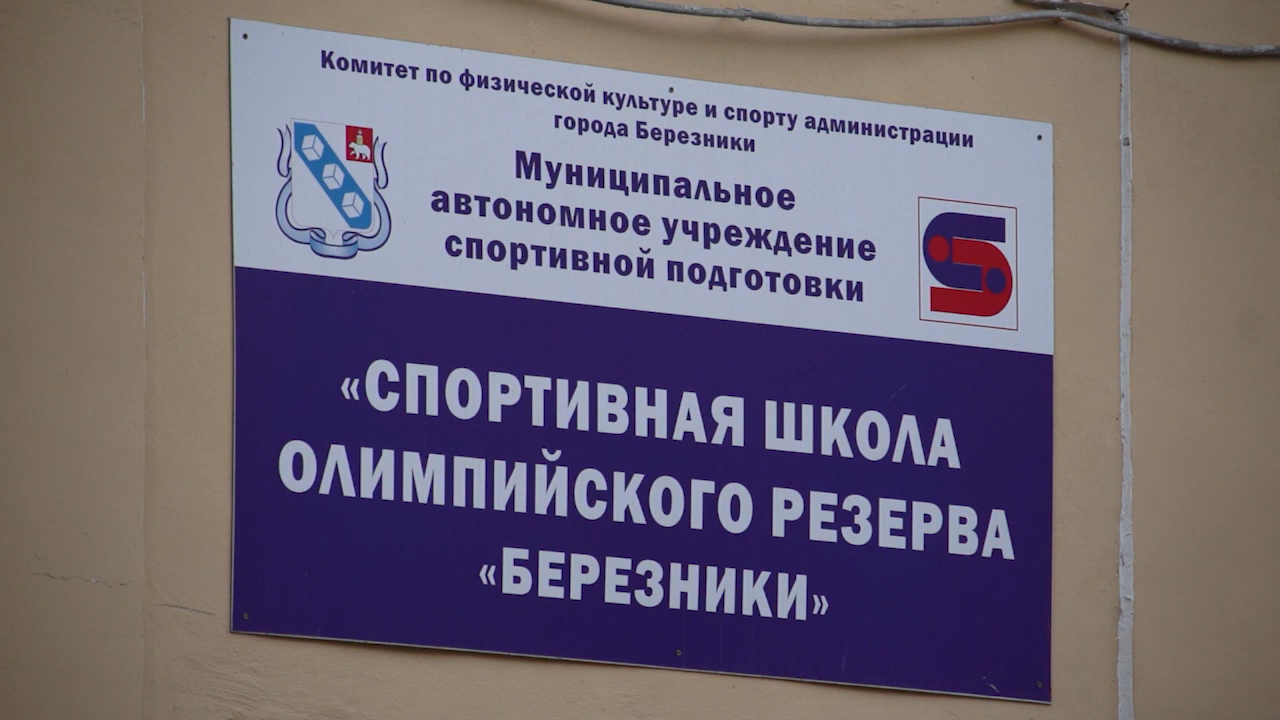 Комитет по физической культуре и спорту администрации
города Березники
Муниципальное
автономное учреждение
спортивной подготовки
«СПОРТИВНАЯ ШКОЛА
ОЛИМПИЙСКОГО РЕЗЕРВА
«БЕРЕЗНИКИ»